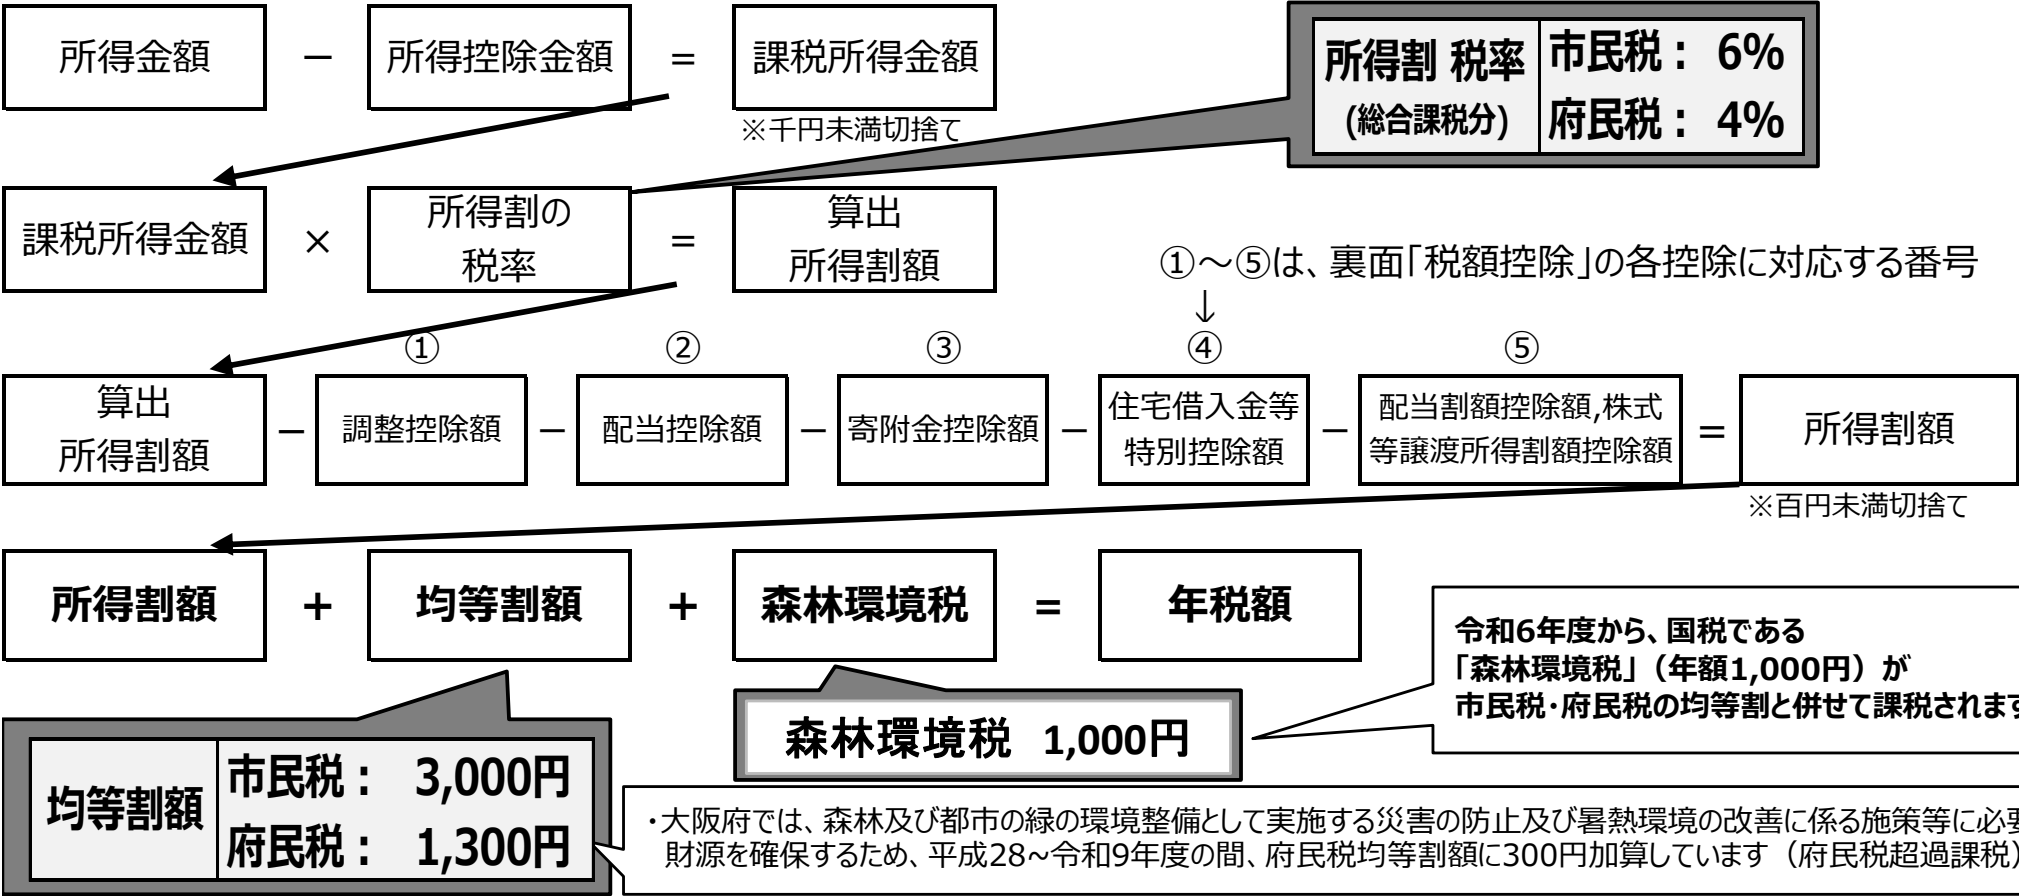 所得金額 － 所得控除金額 ＝ 課税所得金額
※千円未満切捨て
所得割 税率
(総合課税分)
市民税： 6%
府民税： 4%
課税所得金額 × 所得割の
税率
＝ 算出
所得割額
①～⑤は、裏面「税額控除」の各控除に対応する番号
↓
① ② ③ ④ ⑤
算出
所得割額
－ 調整控除額 － 配当控除額 － 寄附金控除額 － 住宅借入金等
特別控除額
－ 配当割額控除額,株式
等譲渡所得割額控除額
＝ 所得割額
※百円未満切捨て
所得割額 + 均等割額 + 森林環境税 = 年税額
令和6年度から、国税である
「森林環境税」（年額1,000円）が
市民税・府民税の均等割と併せて課税されます
森林環境税 1,000円
均等割額
市民税： 3,000円
府民税： 1,300円
・大阪府では、森林及び都市の緑の環境整備として実施する災害の防止及び暑熱環境の改善に係る施策等に必要
財源を確保するため、平成28~令和9年度の間、府民税均等割額に300円加算しています（府民税超過課税）